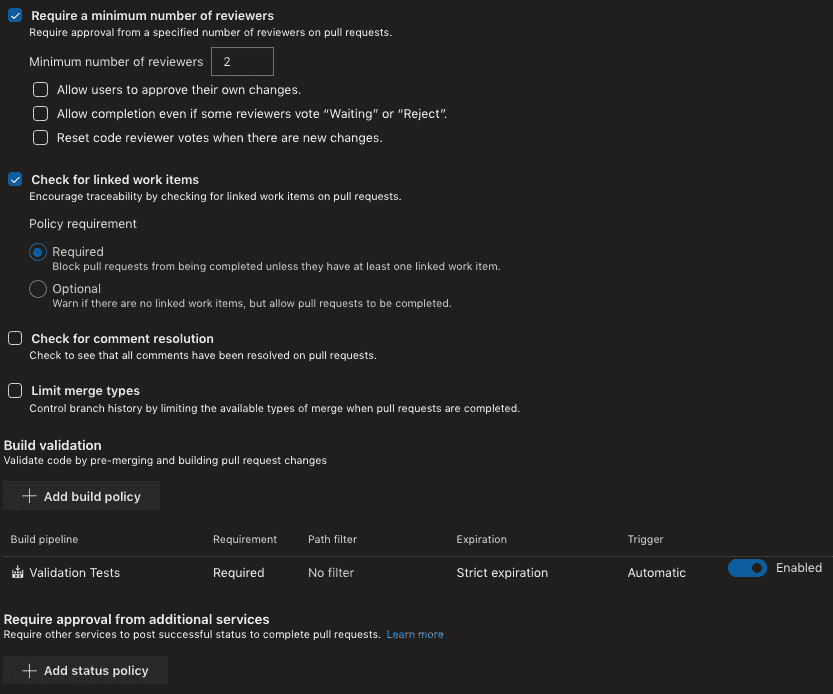 Require a minimum number of reviewers
Require approval from a specified number of reviewers on pull requests.
Minimum number of reviewers 2
Allow users to approve their own changes.
Allow completion even if some reviewers vote “Waiting” or “Reject”.
Reset code reviewer votes when there are new changes.
Check for linked work items
Encourage traceability by checking for linked work items on pull requests.
Policy requirement
Required
Block pull requests from being completed unless they have at least one linked work item.
Optional
Warn if there are no linked work items, but allow pull requests to be completed.
Check for comment resolution
Check to see that all comments have been resolved on pull requests.
Limit merge types
Control branch history by limiting the available types of merge when pull requests are completed.
Build validation
Validate code by pre-merging and building pull request changes
Add build policy
Build pipeline Requirement Path filter Expiration Trigger
Validation Tests Required No filter Strict expiration Automatic Enabled
Require approval from additional services
Require other services to post successful status to complete pull requests. Learn more
Add status policy